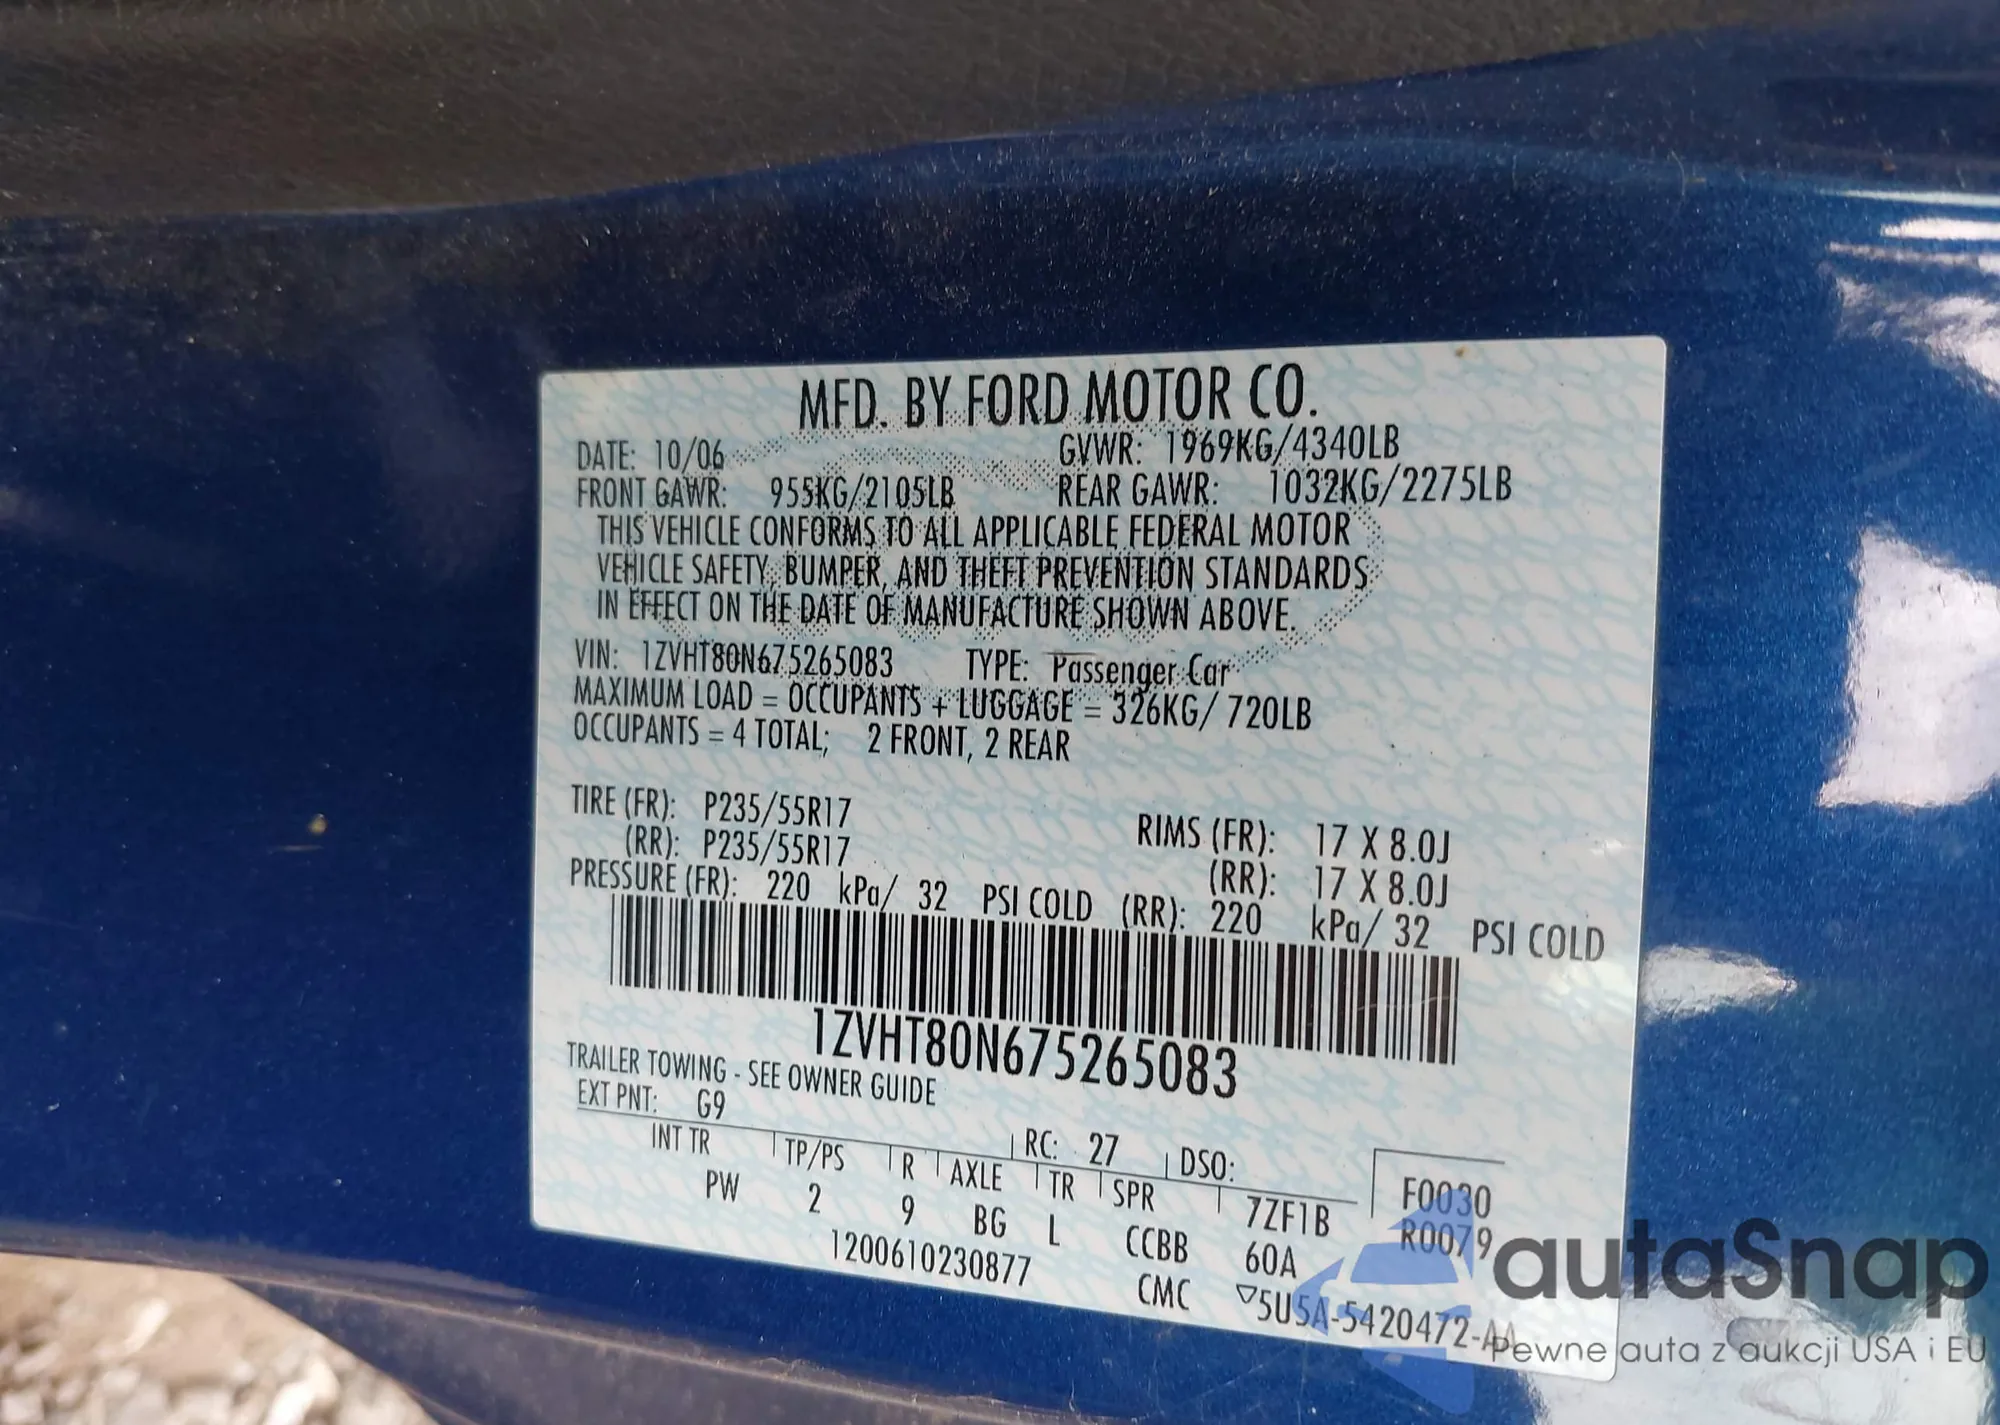 MFD. BY FORD MOTOR CO.
DATE: 10/06 GVWR: 1969KG/4340LB
FRONT GAWR: 955KG/2105LB REAR GAWR: 1032KG/2275LB
THIS VEHICLE CONFORMS TO ALL APPLICABLE FEDERAL MOTOR
VEHICLE SAFETY, BUMPER, AND THEFT PREVENTION STANDARDS
IN EFFECT ON THE DATE OF MANUFACTURE SHOWN ABOVE.
VIN: 1ZVHT80N675265083 TYPE: Passenger Car
MAXIMUM LOAD = OCCUPANTS + LUGGAGE = 326KG/ 720LB
OCCUPANTS = 4 TOTAL; 2 FRONT, 2 REAR
TIRE (FR): P235/55R17 RIMS (FR): 17 X 8.0J
(RR): P235/55R17 (RR): 17 X 8.0J
PRESSURE (FR): 220 kPa/ 32 PSI COLD (RR): 220 kPa/ 32 PSI COLD
1ZVHT80N675265083
TRAILER TOWING - SEE OWNER GUIDE
EXT PNT: G9 RC: 27 DSO: F0030
INT TR TP/PS R AXLE TR SPR 7ZF1B R0079
PW 2 9 BG L CCBB 60A
1200610230877 CMC ▽5U5A-5420472-AA
autaSnap
Pewne auta z aukcji USA i EU